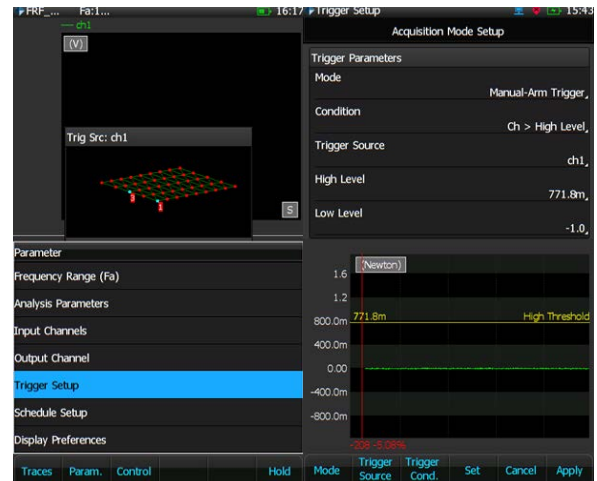 FRF_... Fa:1... 16:17
ch1
(V)
Trig Src: ch1
3
1
S
Parameter
Frequency Range (Fa)
Analysis Parameters
Input Channels
Output Channel
Trigger Setup
Schedule Setup
Display Preferences
Traces Param. Control Hold
Trigger Setup 15:43
Acquisition Mode Setup
Trigger Parameters
Mode
Manual-Arm Trigger
Condition
Ch > High Level
Trigger Source
ch1
High Level
771.8m
Low Level
-1.0
(Newton)
1.6
1.2
771.8m High Threshold
800.0m
400.0m
0.00
-400.0m
-800.0m
-208 -5.08%
Mode Trigger Source Trigger Cond. Set Cancel Apply